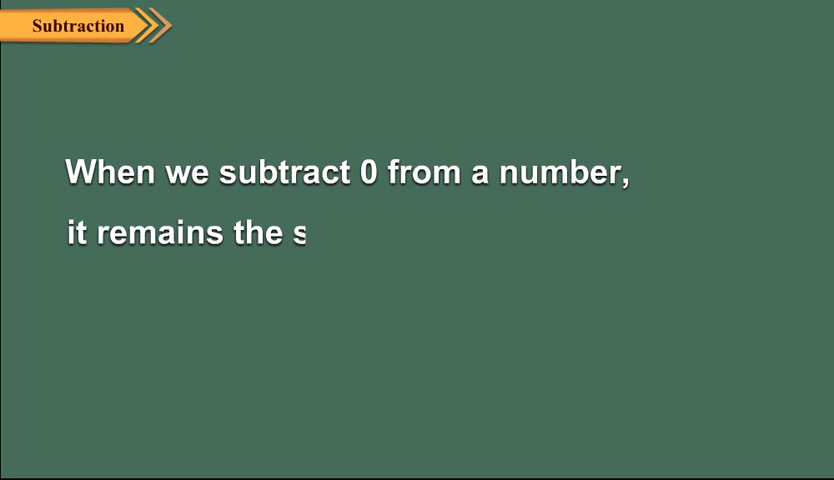 Subtraction
When we subtract 0 from a number,
it remains the s